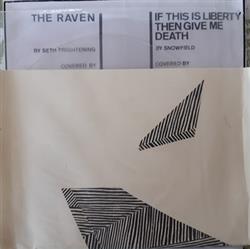 THE RAVEN
BY SETH FRIGHTENING
COVERED BY
IF THIS IS LIBERTY
THEN GIVE ME
DEATH
BY SNOWFIELD
COVERED BY